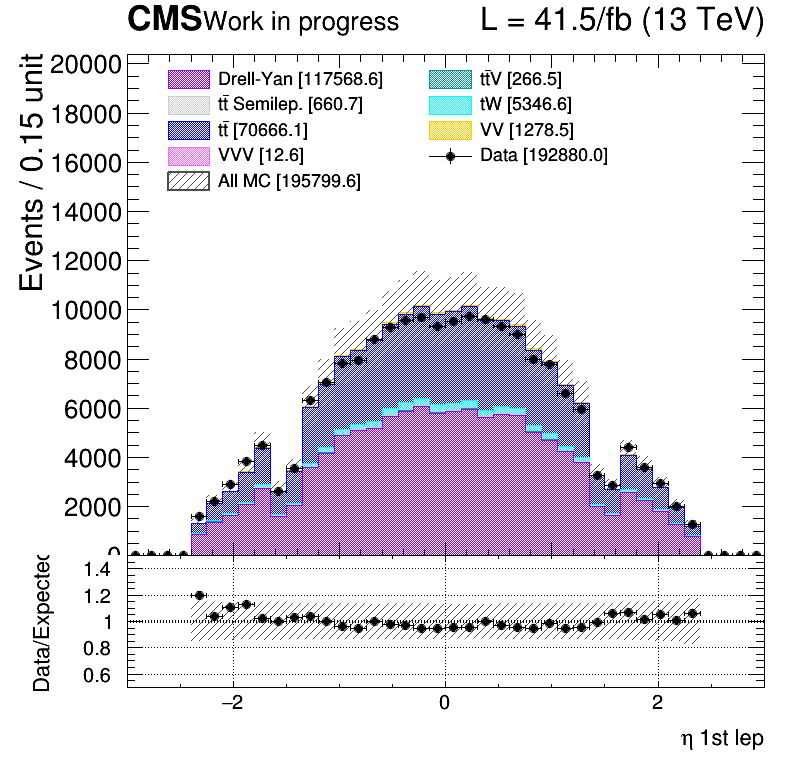 CMS Work in progress L = 41.5/fb (13 TeV)
Events / 0.15 unit
20000
18000
16000
14000
12000
10000
8000
6000
4000
2000
0
Drell-Yan [117568.6]
tt̄ Semilep. [660.7]
tt̄ [70666.1]
VVV [12.6]
All MC [195799.6]
tt̄V [266.5]
tW [5346.6]
VV [1278.5]
Data [192880.0]
Data/Expected
1.4
1.2
1
0.8
0.6
−2 0 2
η 1st lep